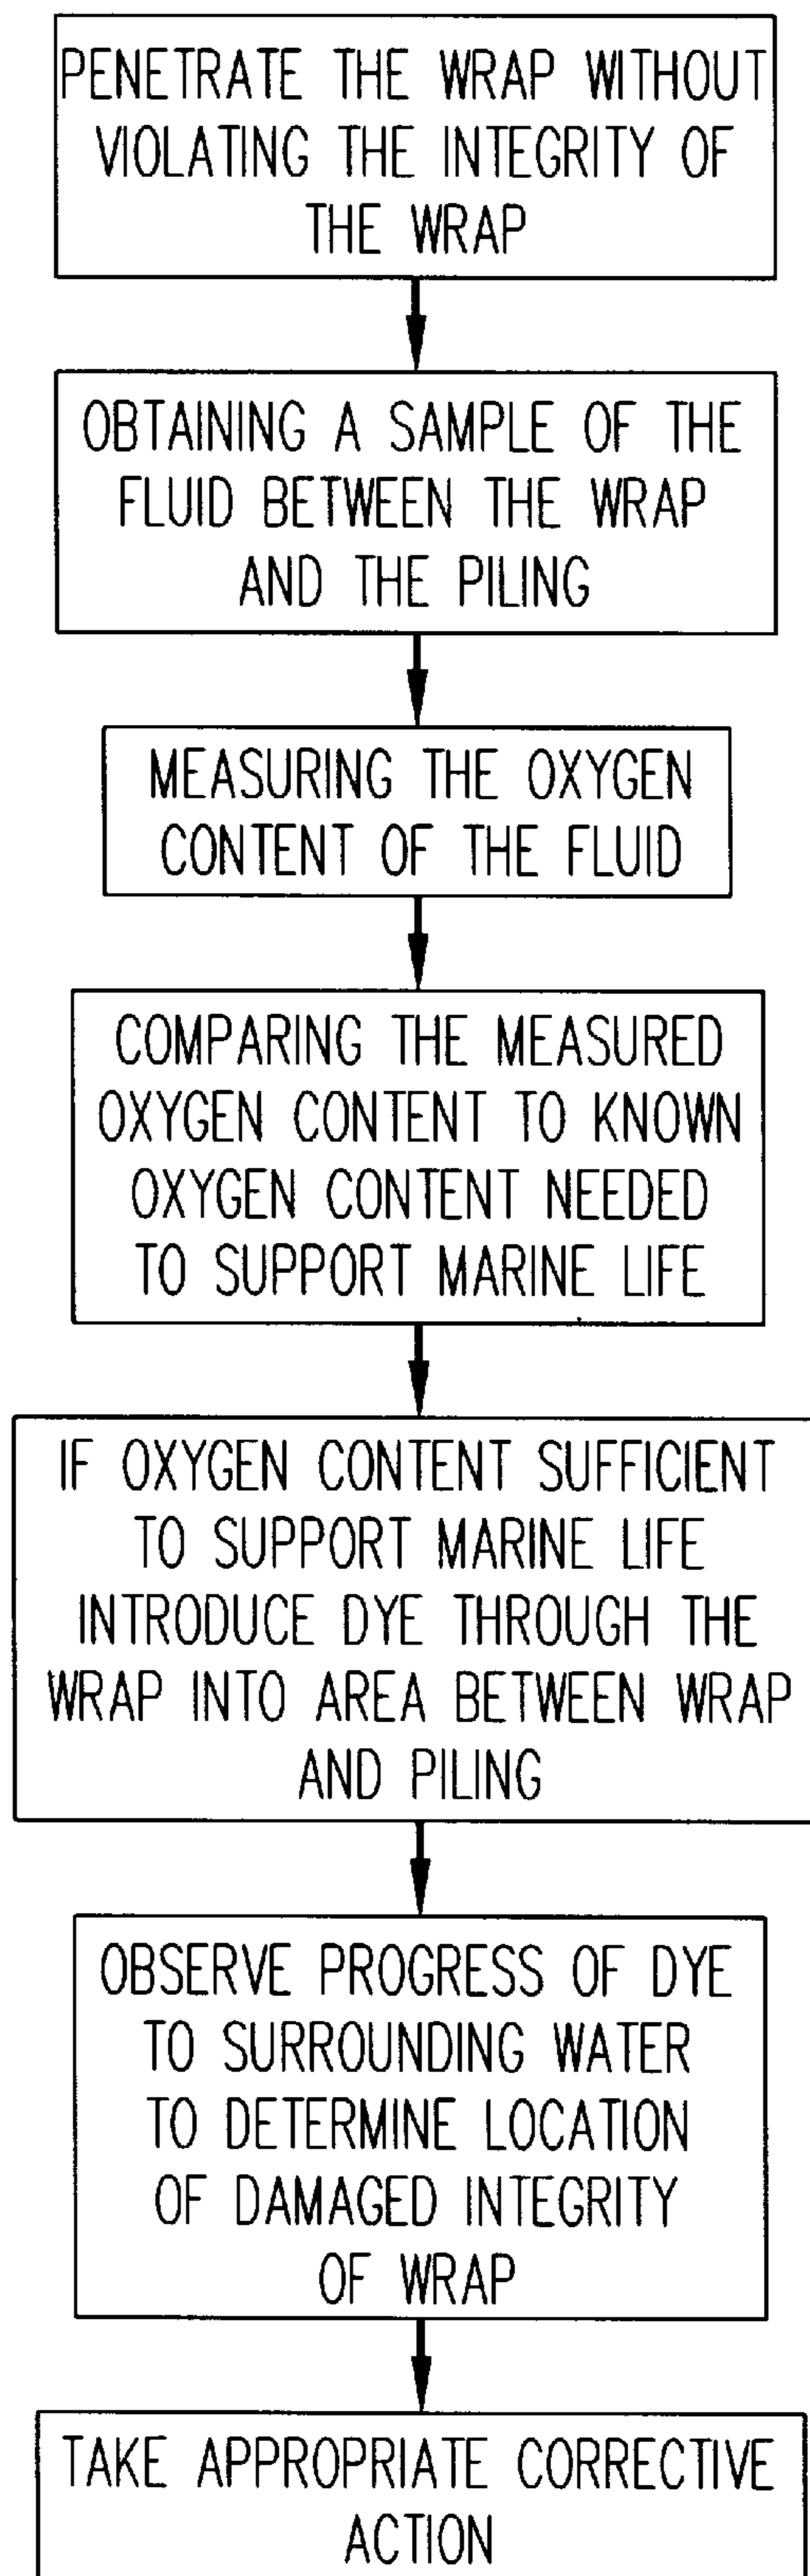 PENETRATE THE WRAP WITHOUT
VIOLATING THE INTEGRITY OF
THE WRAP
OBTAINING A SAMPLE OF THE
FLUID BETWEEN THE WRAP
AND THE PILING
MEASURING THE OXYGEN
CONTENT OF THE FLUID
COMPARING THE MEASURED
OXYGEN CONTENT TO KNOWN
OXYGEN CONTENT NEEDED
TO SUPPORT MARINE LIFE
IF OXYGEN CONTENT SUFFICIENT
TO SUPPORT MARINE LIFE
INTRODUCE DYE THROUGH THE
WRAP INTO AREA BETWEEN WRAP
AND PILING
OBSERVE PROGRESS OF DYE
TO SURROUNDING WATER
TO DETERMINE LOCATION
OF DAMAGED INTEGRITY
OF WRAP
TAKE APPROPRIATE CORRECTIVE
ACTION